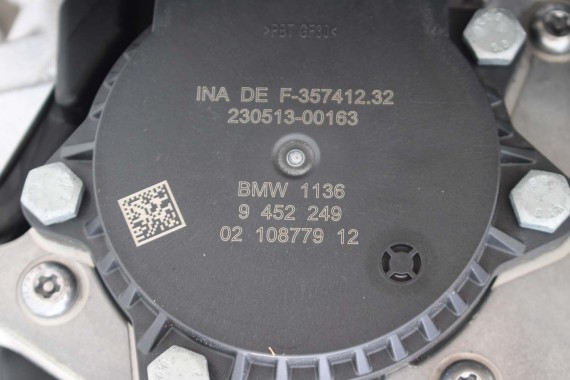 >PBT GF30<
INA DE F-357412.32
230513-00163
BMW 1136
9 452 249
02 108779 12